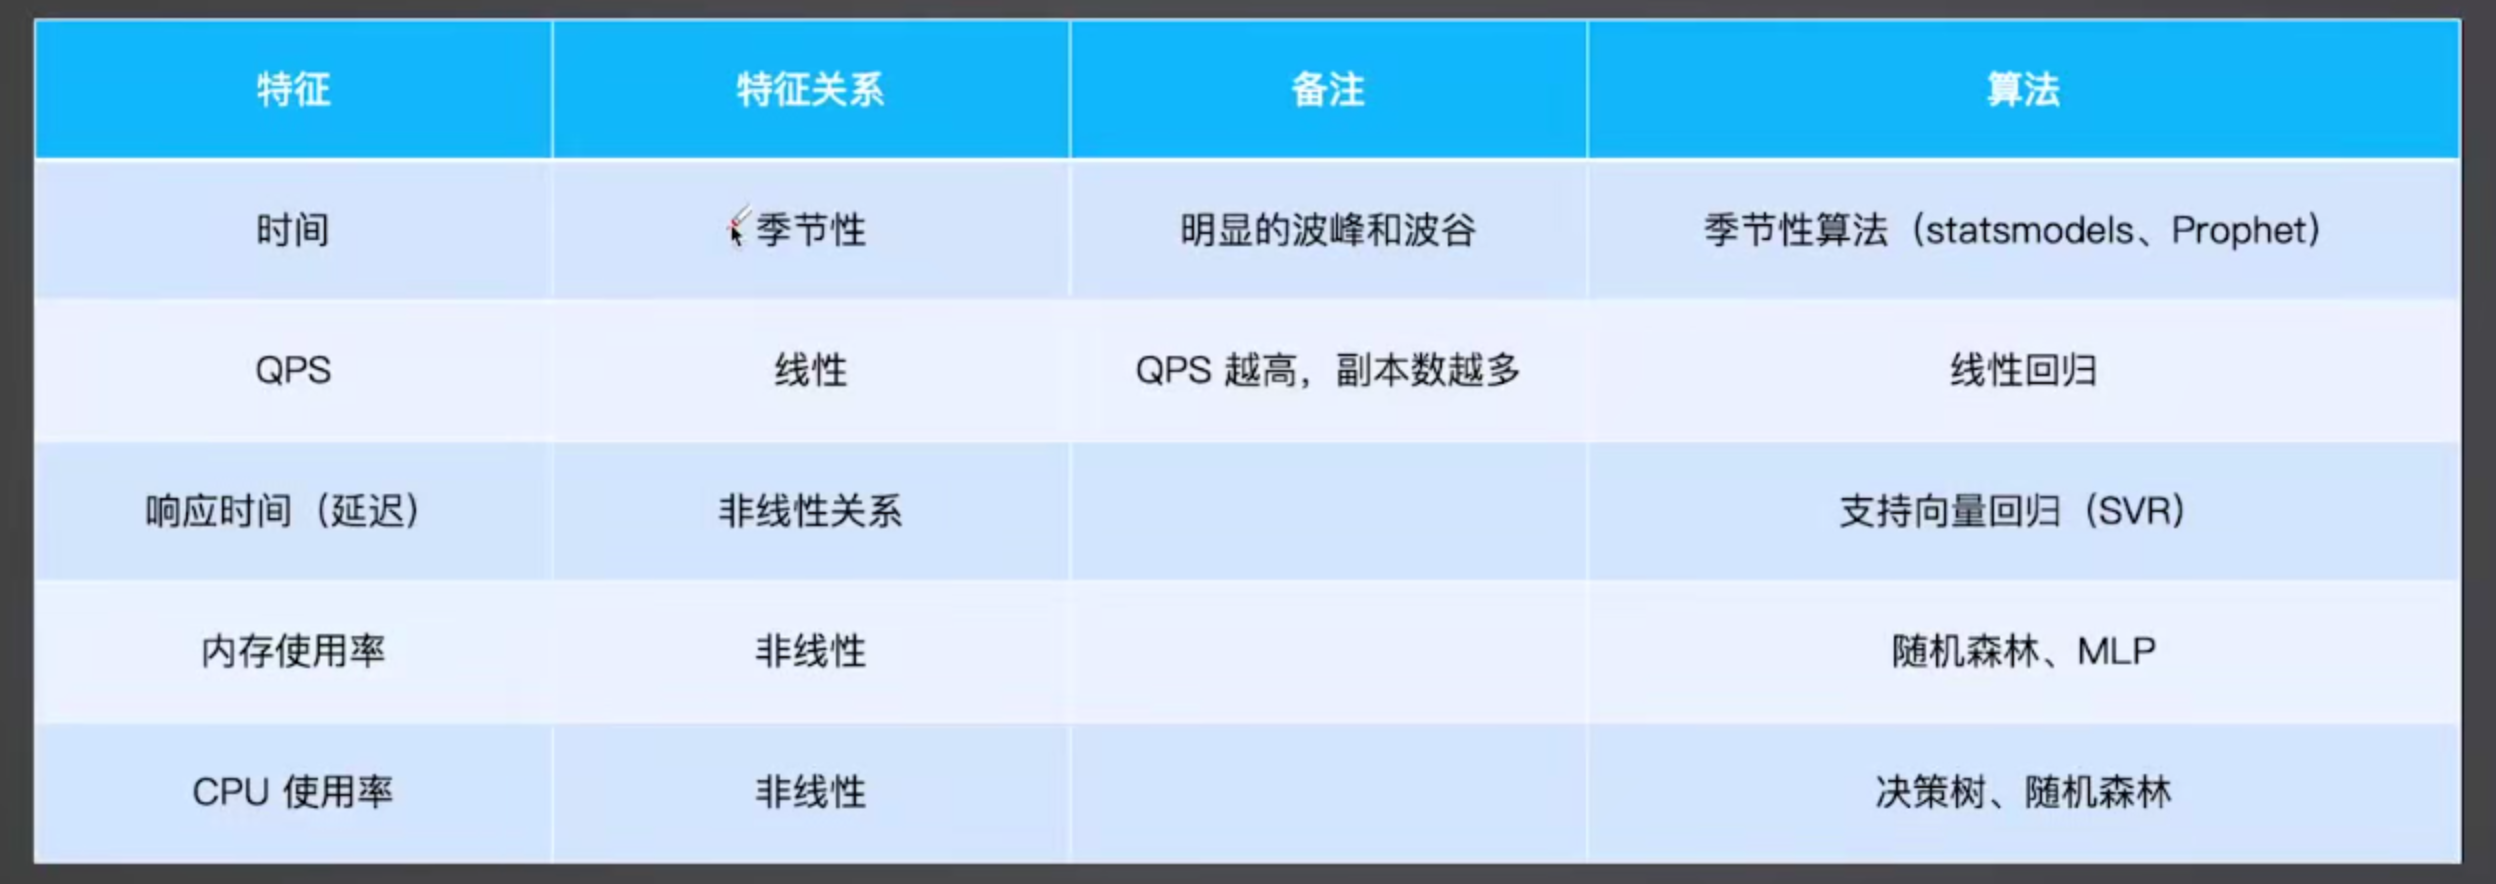 特征 特征关系 备注 算法
时间 季节性 明显的波峰和波谷 季节性算法（statsmodels、Prophet）
QPS 线性 QPS 越高，副本数越多 线性回归
响应时间（延迟） 非线性关系 支持向量回归（SVR）
内存使用率 非线性 随机森林、MLP
CPU 使用率 非线性 决策树、随机森林